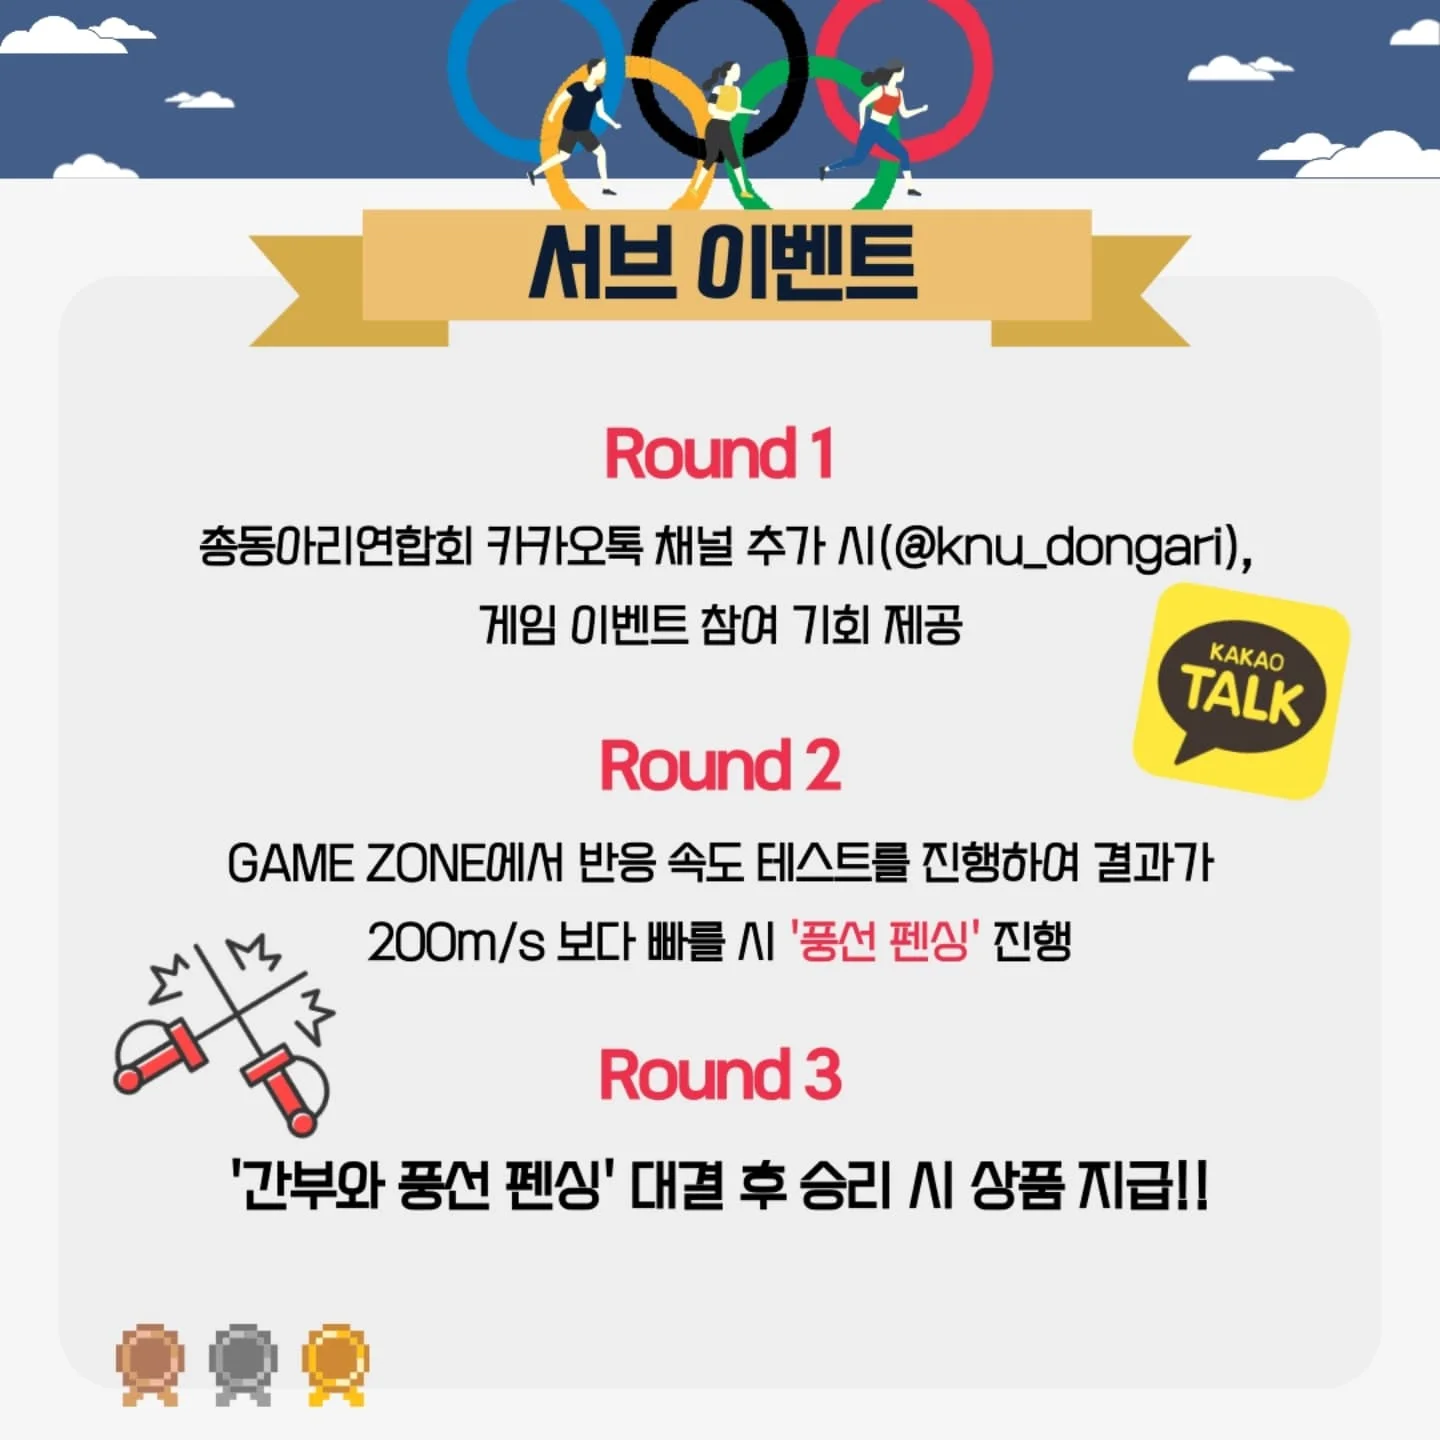 서브 이벤트
Round 1
총동아리연합회 카카오톡 채널 추가 시(@knu_dongari),
게임 이벤트 참여 기회 제공
KAKAO
TALK
Round 2
GAME ZONE에서 반응 속도 테스트를 진행하여 결과가
200m/s 보다 빠를 시 '풍선 펜싱' 진행
Round 3
'간부와 풍선 펜싱' 대결 후 승리 시 상품 지급!!